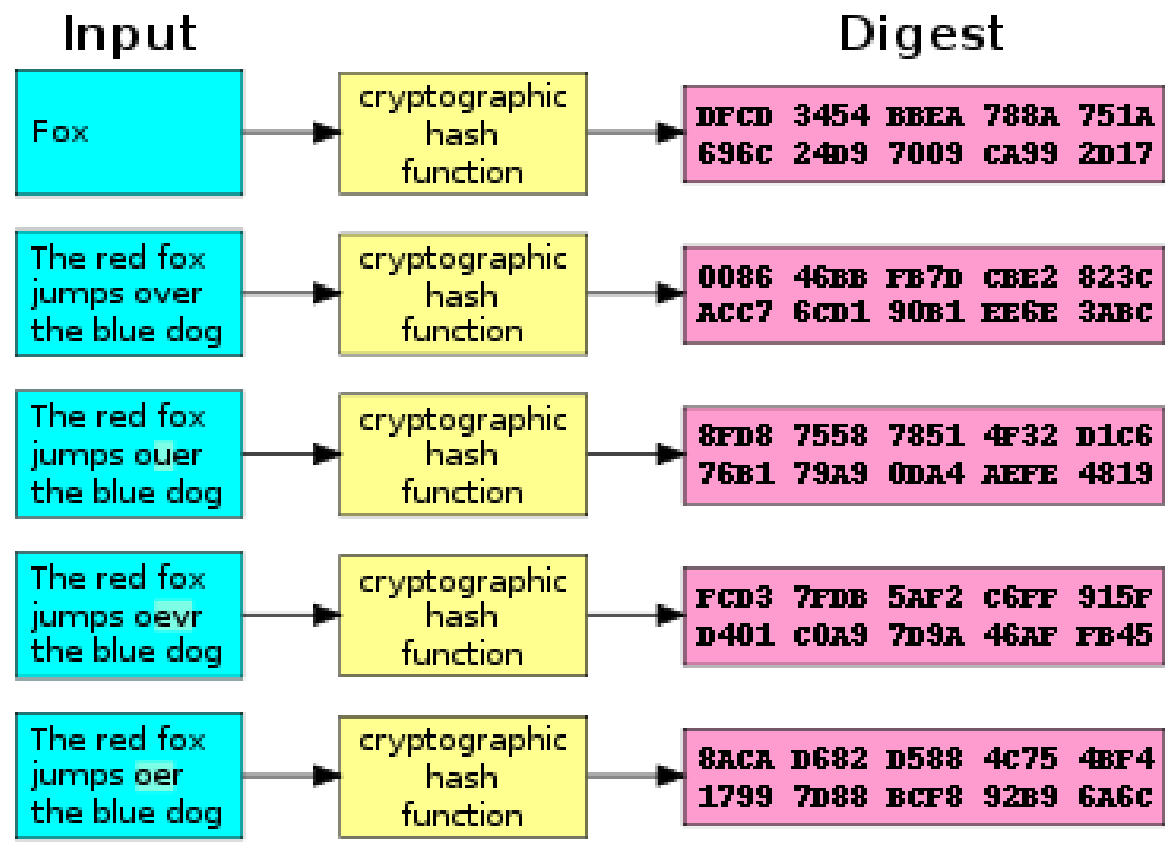 Input
Digest
Fox
cryptographic
hash
function
DFCD 3454 BBEA 788A 751A
696C 24D9 7009 CA99 2D17
The red fox
jumps over
the blue dog
cryptographic
hash
function
0086 46BB FB7D CBE2 823C
ACC7 6CD1 90B1 EE6E 3ABC
The red fox
jumps ouer
the blue dog
cryptographic
hash
function
8FD8 7558 7851 4F32 D1C6
76B1 79A9 0DA4 AEFE 4819
The red fox
jumps oevr
the blue dog
cryptographic
hash
function
FCD3 7FDB 5AF2 C6FF 915F
D401 C0A9 7D9A 46AF FB45
The red fox
jumps oer
the blue dog
cryptographic
hash
function
8ACA D682 D588 4C75 4BF4
1799 7D88 BCF8 92B9 6A6C